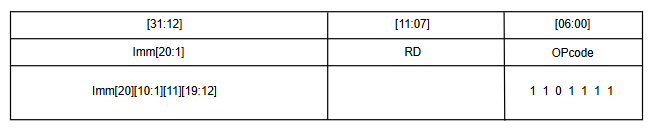 [31:12] [11:07] [06:00]
Imm[20:1] RD OPcode
Imm[20][10:1][11][19:12] 1 1 0 1 1 1 1